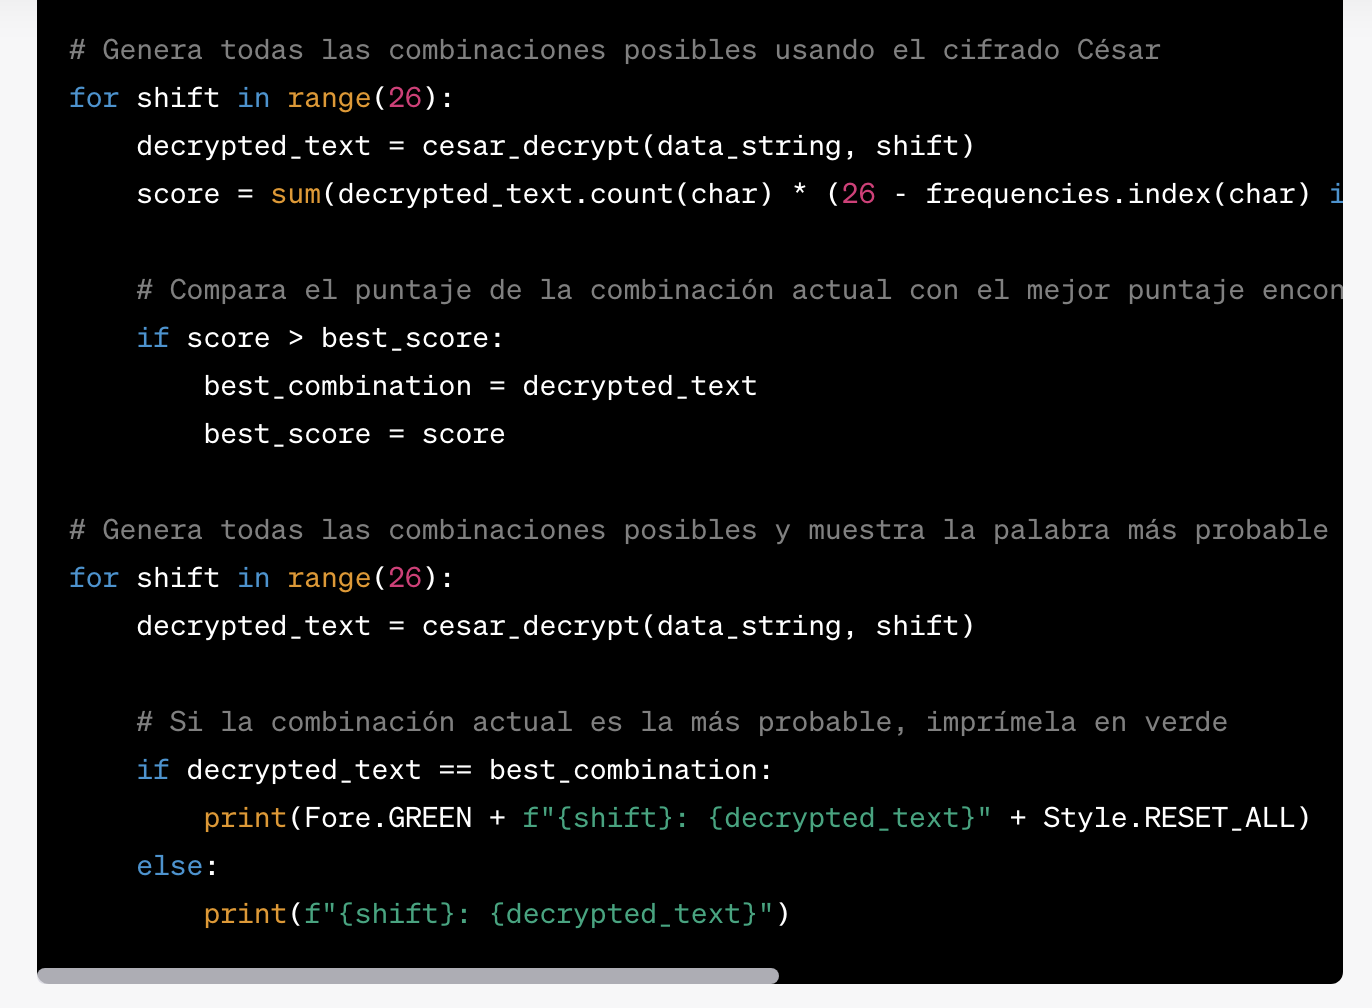 # Genera todas las combinaciones posibles usando el cifrado César
for shift in range(26):
    decrypted_text = cesar_decrypt(data_string, shift)
    score = sum(decrypted_text.count(char) * (26 - frequencies.index(char) i
    # Compara el puntaje de la combinación actual con el mejor puntaje encon
    if score > best_score:
        best_combination = decrypted_text
        best_score = score
# Genera todas las combinaciones posibles y muestra la palabra más probable
for shift in range(26):
    decrypted_text = cesar_decrypt(data_string, shift)
    # Si la combinación actual es la más probable, imprímela en verde
    if decrypted_text == best_combination:
        print(Fore.GREEN + f"{shift}: {decrypted_text}" + Style.RESET_ALL)
    else:
        print(f"{shift}: {decrypted_text}")